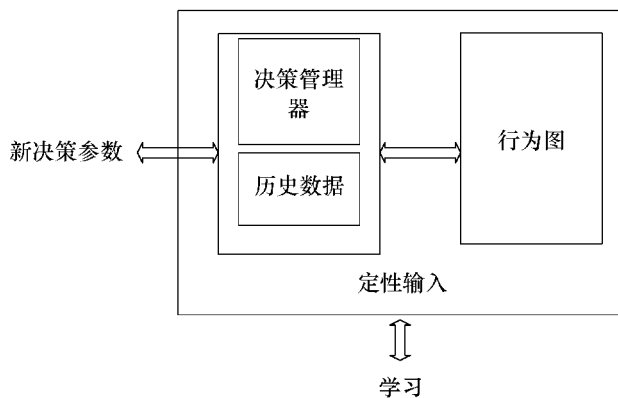 决策管理
器
新决策参数
历史数据
行为图
定性输入
学习